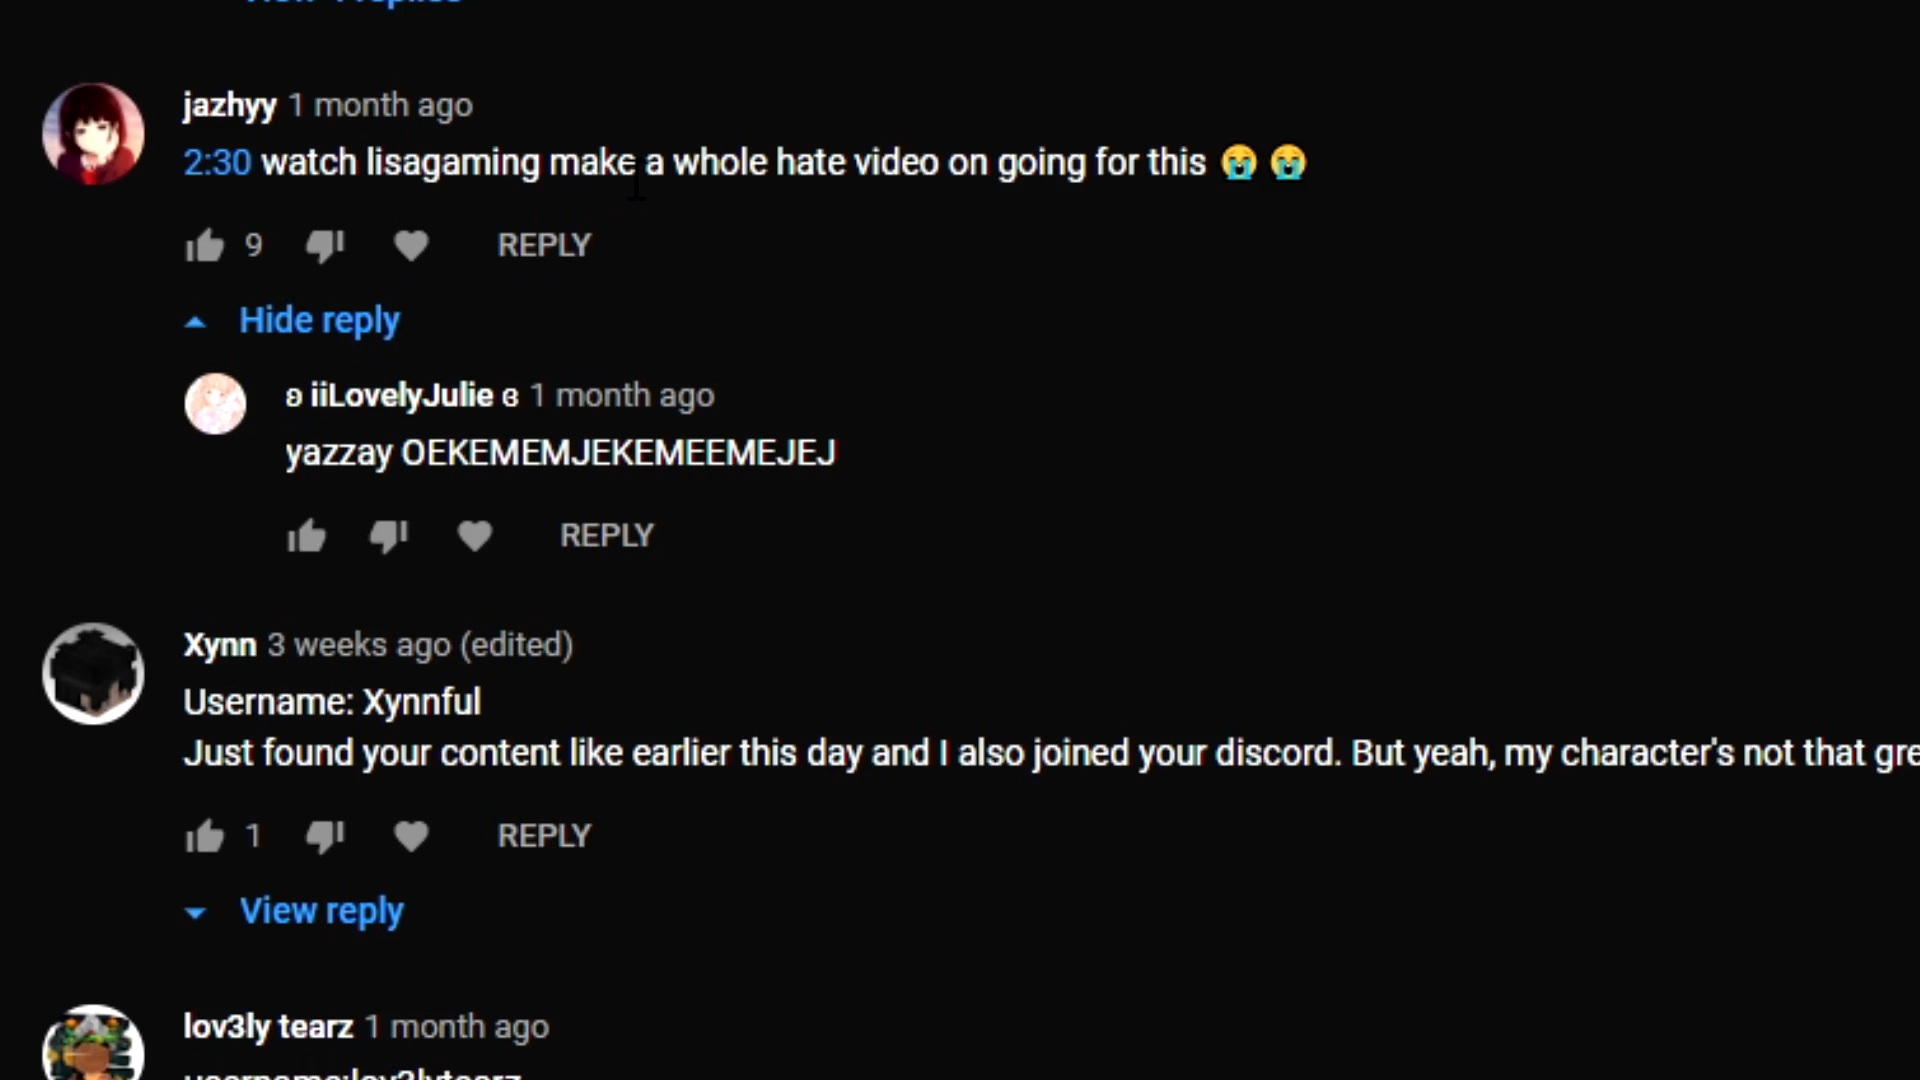 jazhyy 1 month ago
2:30 watch lisagaming make a whole hate video on going for this 😭 😭
9 REPLY
Hide reply
ʚ iiLovelyJulie ɞ 1 month ago
yazzay OEKEMEMJEKEMEEMEJEJ
REPLY
Xynn 3 weeks ago (edited)
Username: Xynnful
Just found your content like earlier this day and I also joined your discord. But yeah, my character's not that gre
1 REPLY
View reply
lov3ly tearz 1 month ago
username:lov3lytearz